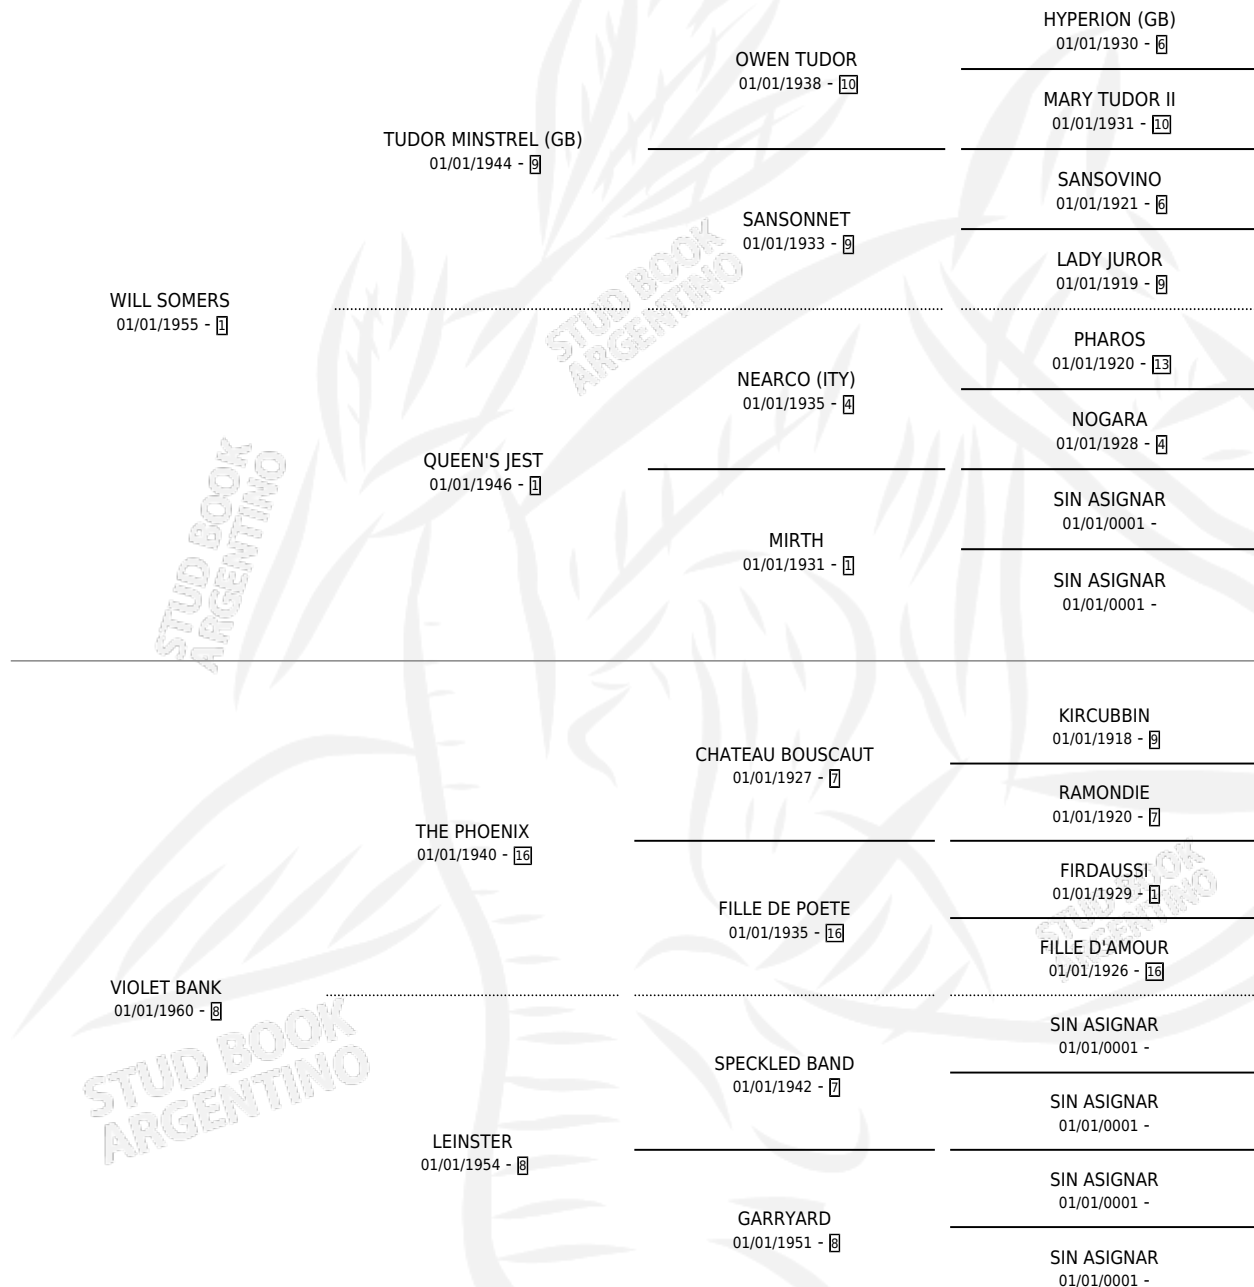 HYPERION (GB)
01/01/1930 - 6
OWEN TUDOR
01/01/1938 - 10
MARY TUDOR II
01/01/1931 - 10
TUDOR MINSTREL (GB)
01/01/1944 - 9
SANSOVINO
01/01/1921 - 6
SANSONNET
01/01/1933 - 9
LADY JUROR
01/01/1919 - 9
WILL SOMERS
01/01/1955 - 1
PHAROS
01/01/1920 - 13
NEARCO (ITY)
01/01/1935 - 4
NOGARA
01/01/1928 - 4
QUEEN'S JEST
01/01/1946 - 1
SIN ASIGNAR
01/01/0001 -
MIRTH
01/01/1931 - 1
SIN ASIGNAR
01/01/0001 -
KIRCUBBIN
01/01/1918 - 9
CHATEAU BOUSCAUT
01/01/1927 - 7
RAMONDIE
01/01/1920 - 7
THE PHOENIX
01/01/1940 - 16
FIRDAUSSI
01/01/1929 - 1
FILLE DE POETE
01/01/1935 - 16
FILLE D'AMOUR
01/01/1926 - 16
VIOLET BANK
01/01/1960 - 8
SIN ASIGNAR
01/01/0001 -
SPECKLED BAND
01/01/1942 - 7
SIN ASIGNAR
01/01/0001 -
LEINSTER
01/01/1954 - 8
SIN ASIGNAR
01/01/0001 -
GARRYARD
01/01/1951 - 8
SIN ASIGNAR
01/01/0001 -
STUD BOOK
ARGENTINO
STUD BOOK
ARGENTINO
STUD BOOK
ARGENTINO
STUD BOOK
ARGENTINO